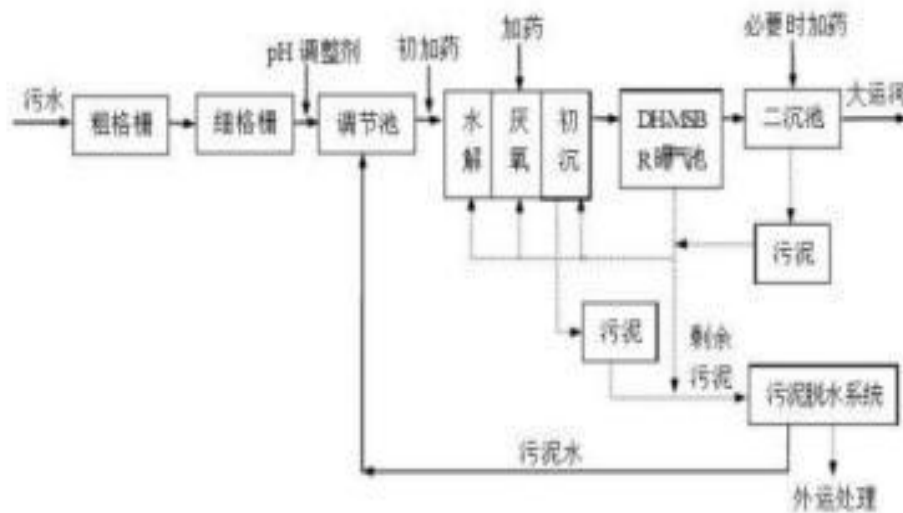 必要时加药
加药
pH 调整剂
初加药
污水
粗格栅
细格栅
调节池
水解
厌氧
初沉
DHMSB
R曝气池
二沉池
大运河
污泥
污泥
剩余
污泥
污泥脱水系统
污泥水
外运处理